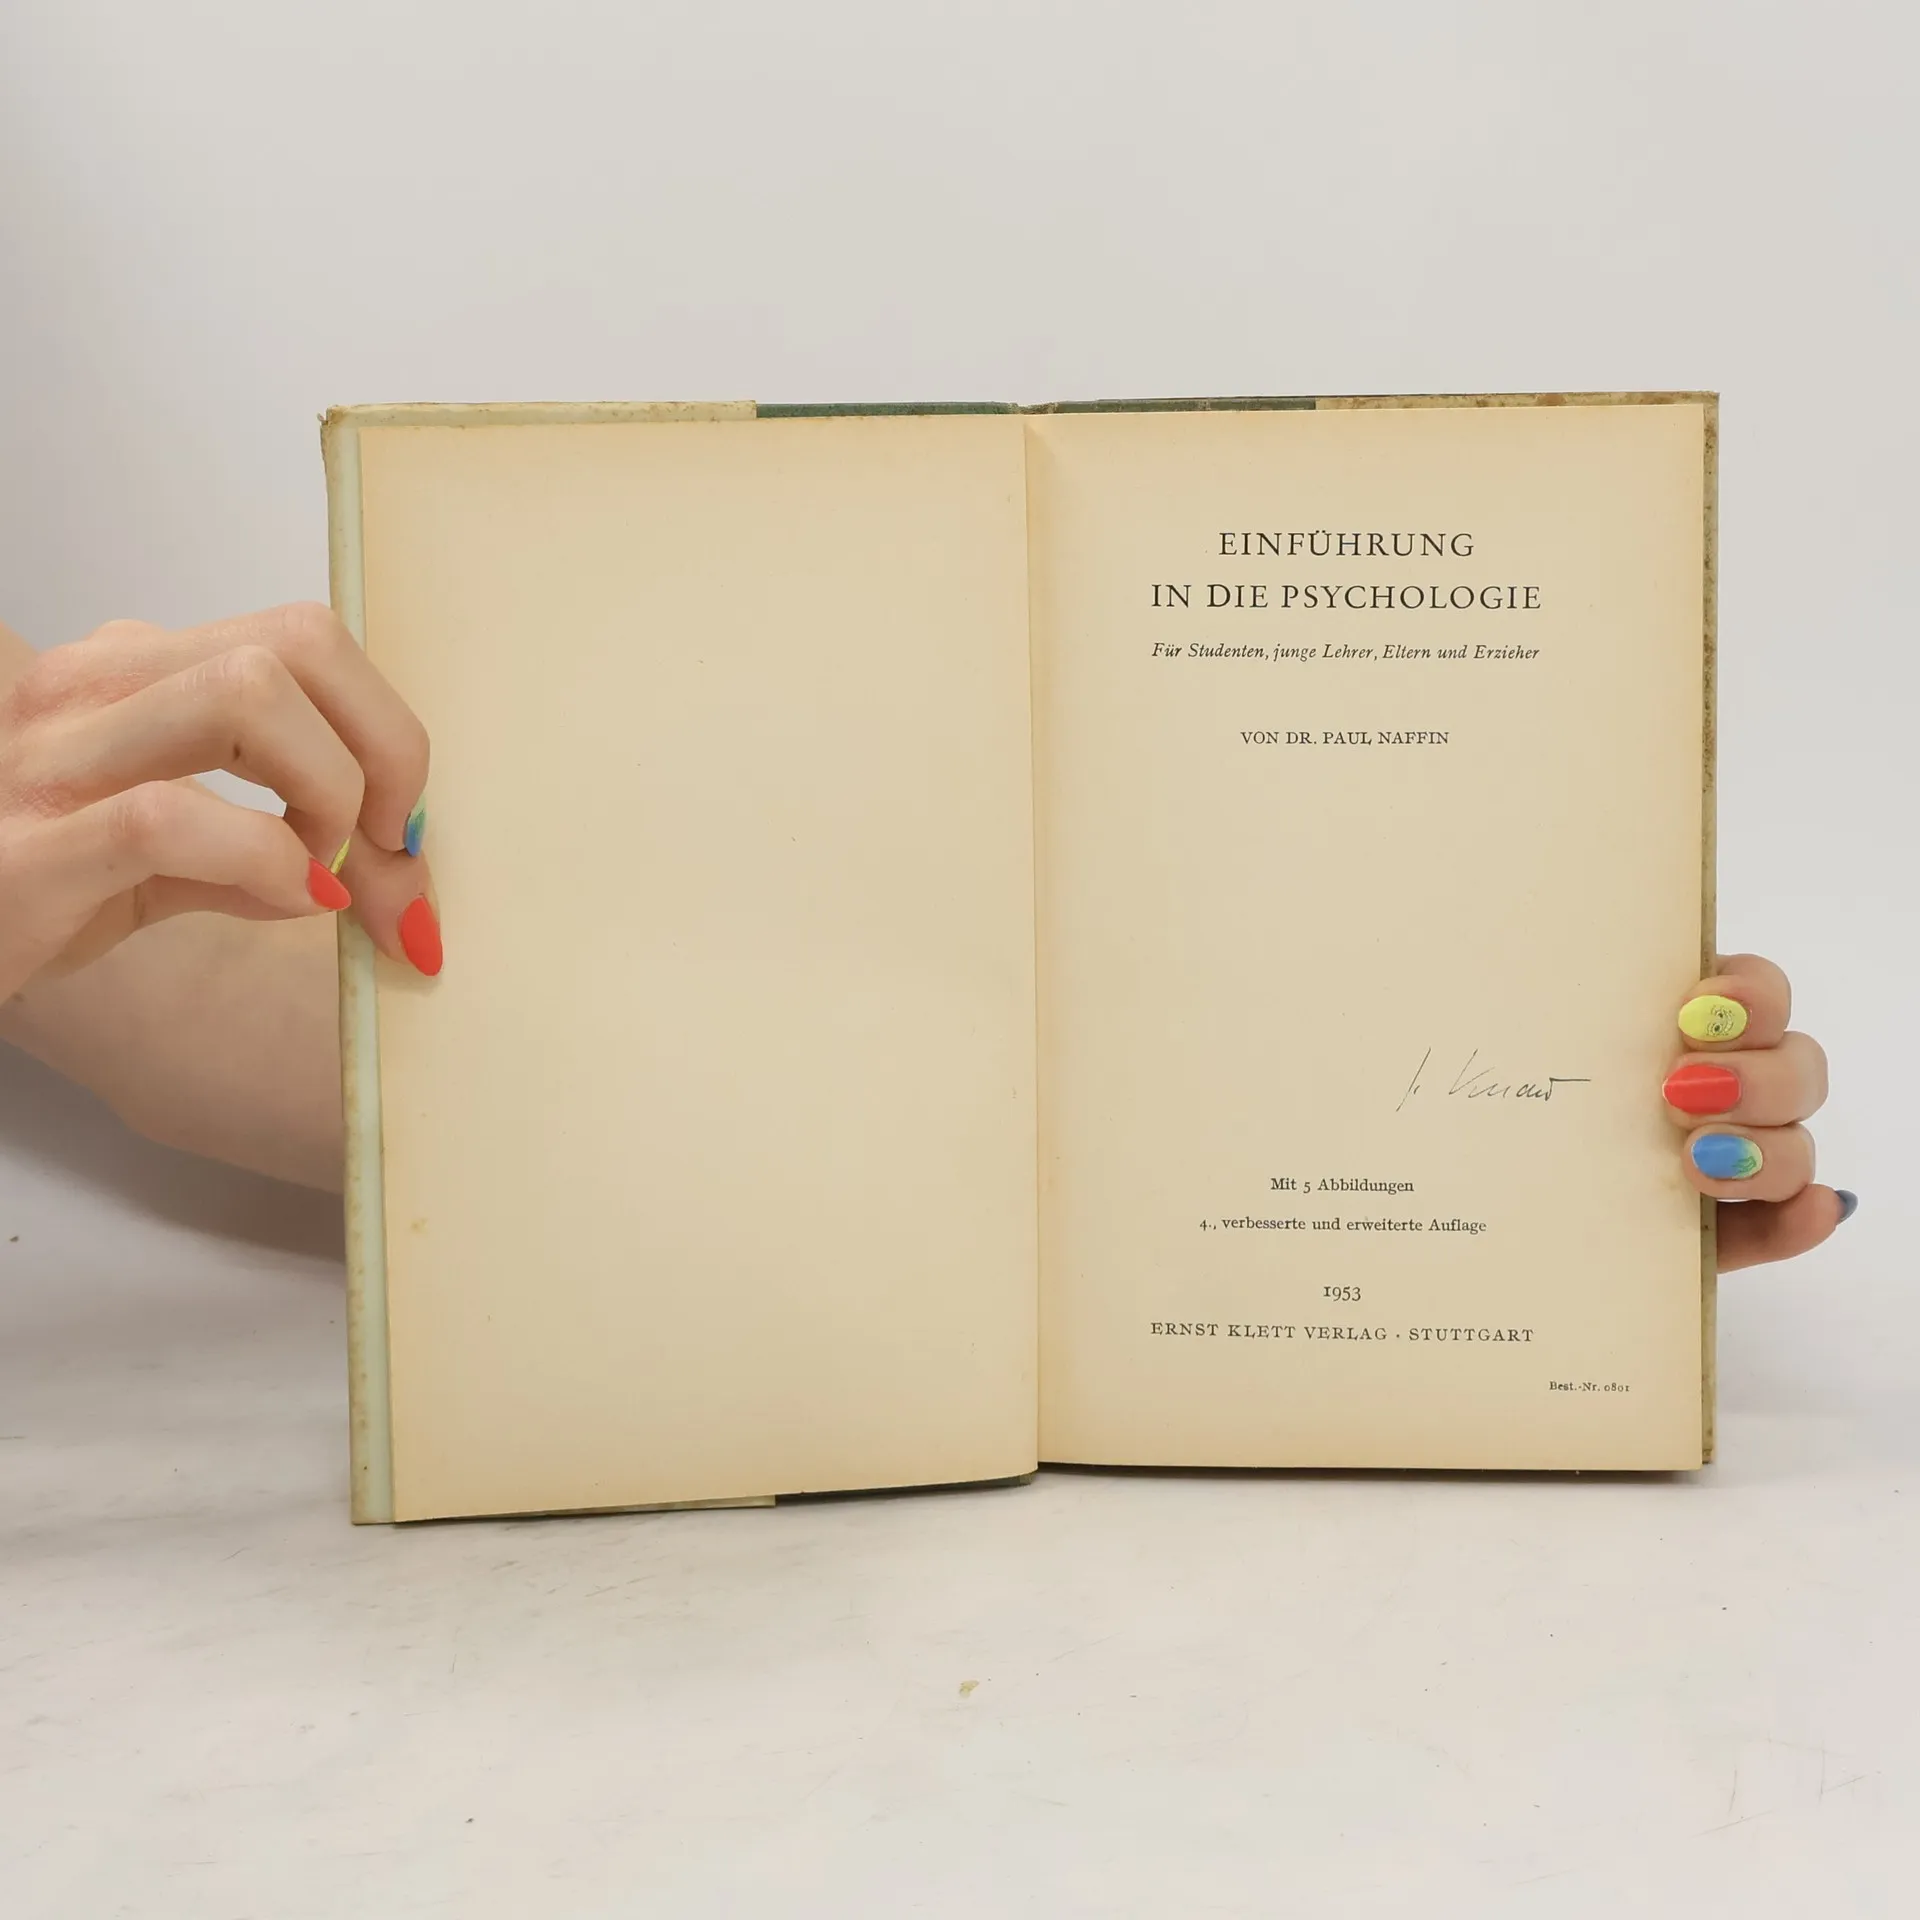 EINFÜHRUNG
IN DIE PSYCHOLOGIE
Für Studenten, junge Lehrer, Eltern und Erzieher
VON DR. PAUL NAFFIN
Mit 5 Abbildungen
4., verbesserte und erweiterte Auflage
1953
ERNST KLETT VERLAG · STUTTGART
Best.-Nr. 0801